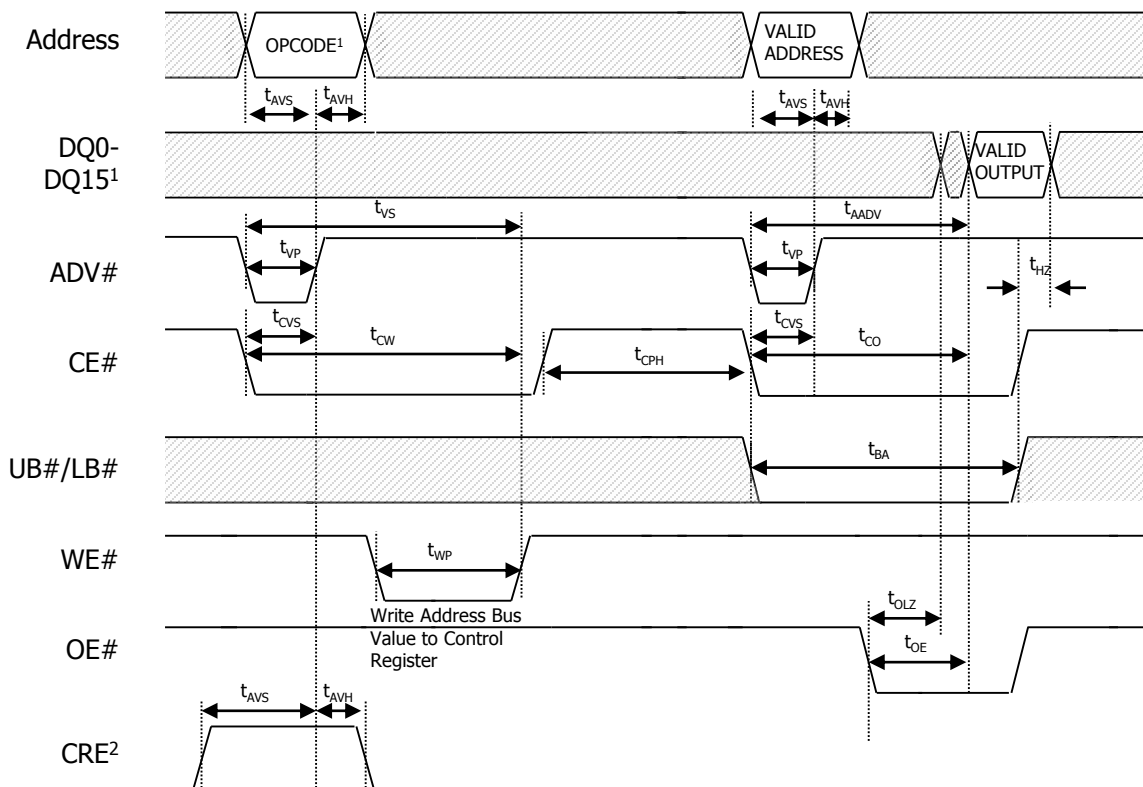 Address
OPCODE¹
VALID
ADDRESS
tAVS
tAVH
tAVS
tAVH
DQ0-
DQ15¹
VALID
OUTPUT
tVS
tAADV
ADV#
tVP
tVP
tHZ
CE#
tCVS
tCW
tCPH
tCVS
tCO
UB#/LB#
tBA
WE#
tWP
Write Address Bus
Value to Control
Register
OE#
tOLZ
tOE
tAVS
tAVH
CRE²